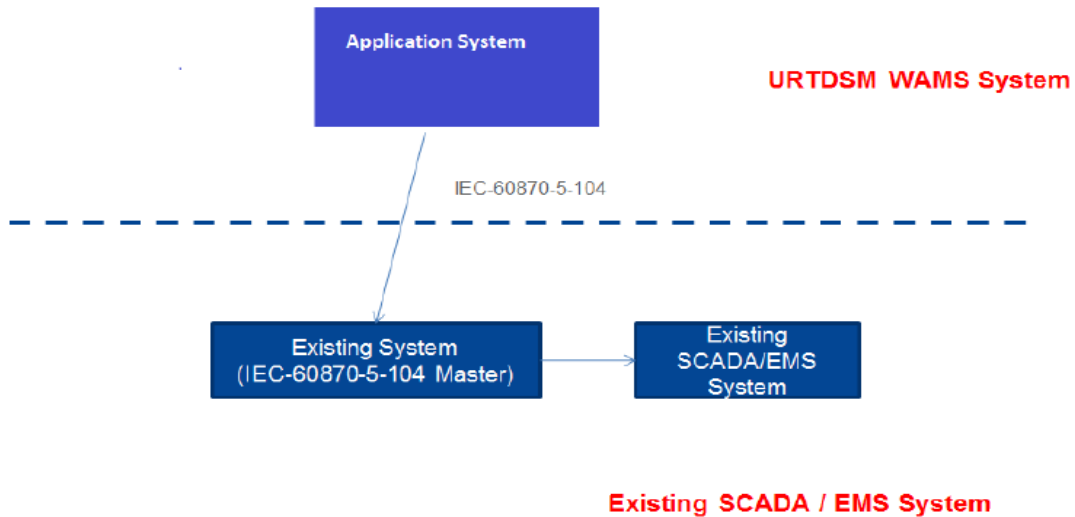 Application System
URTDSM WAMS System
IEC-60870-5-104
Existing System
(IEC-60870-5-104 Master)
Existing
SCADA/EMS
System
Existing SCADA / EMS System